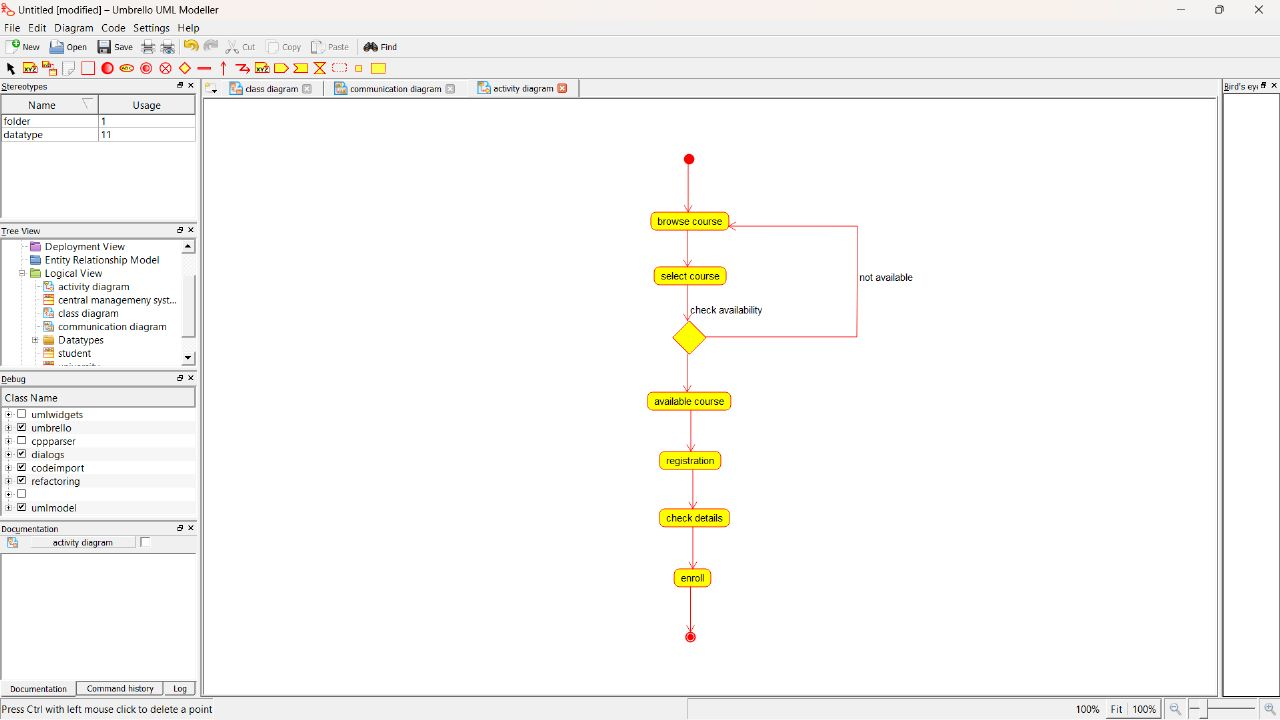 Untitled [modified] – Umbrello UML Modeller
File Edit Diagram Code Settings Help
New Open Save Cut Copy Paste Find
Stereotypes
Name Usage
folder 1
datatype 11
Tree View
Deployment View
Entity Relationship Model
Logical View
activity diagram
central managemeny syst...
class diagram
communication diagram
Datatypes
student
Debug
Class Name
umlwidgets
umbrello
cppparser
dialogs
codeimport
refactoring
umlmodel
Documentation
activity diagram
Documentation Command history Log
class diagram communication diagram activity diagram
browse course
select course
not available
check availability
available course
registration
check details
enroll
Bird's eye
Press Ctrl with left mouse click to delete a point
100% Fit 100%